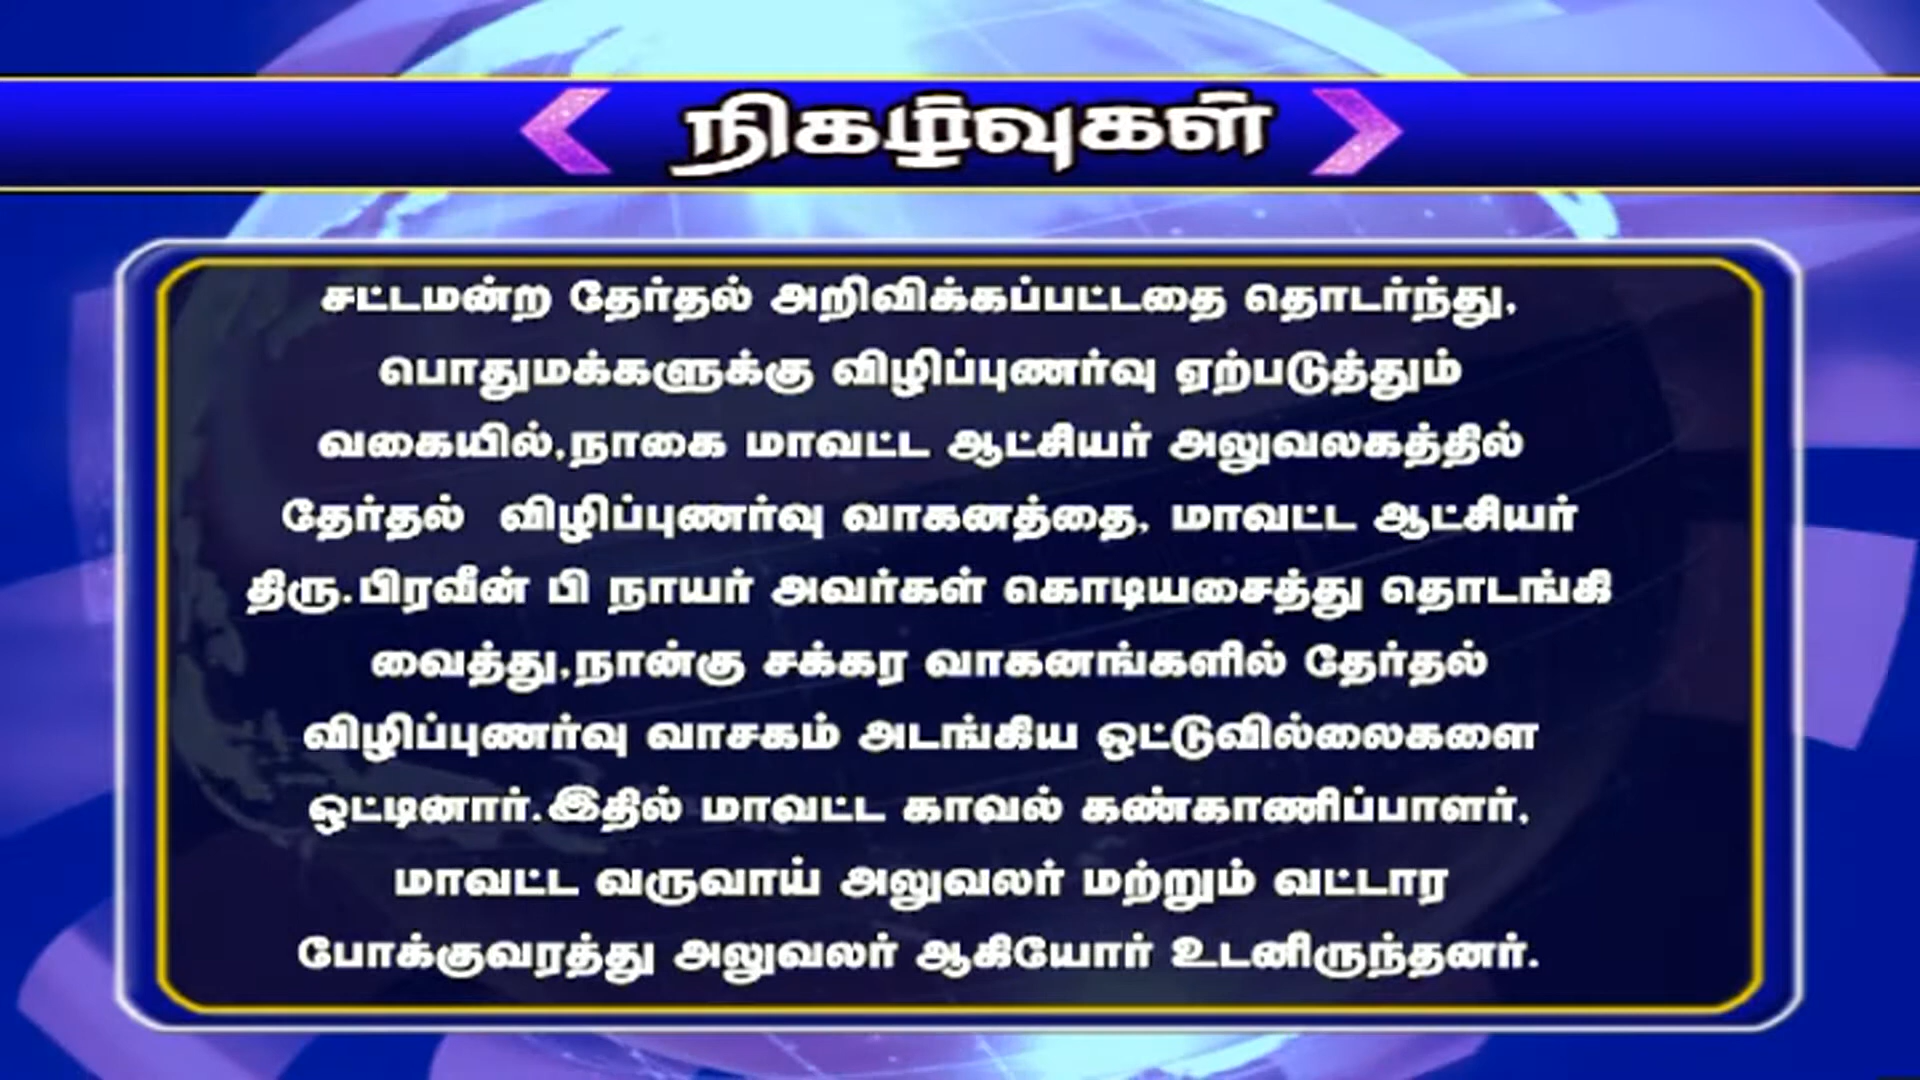 நிகழ்வுகள்
சட்டமன்ற தேர்தல் அறிவிக்கப்பட்டதை தொடர்ந்து,
பொதுமக்களுக்கு விழிப்புணர்வு ஏற்படுத்தும்
வகையில்,நாகை மாவட்ட ஆட்சியர் அலுவலகத்தில்
தேர்தல் விழிப்புணர்வு வாகனத்தை, மாவட்ட ஆட்சியர்
திரு.பிரவீன் பி நாயர் அவர்கள் கொடியசைத்து தொடங்கி
வைத்து,நான்கு சக்கர வாகனங்களில் தேர்தல்
விழிப்புணர்வு வாசகம் அடங்கிய ஒட்டுவில்லைகளை
ஒட்டினார்.இதில் மாவட்ட காவல் கண்காணிப்பாளர்,
மாவட்ட வருவாய் அலுவலர் மற்றும் வட்டார
போக்குவரத்து அலுவலர் ஆகியோர் உடனிருந்தனர்.